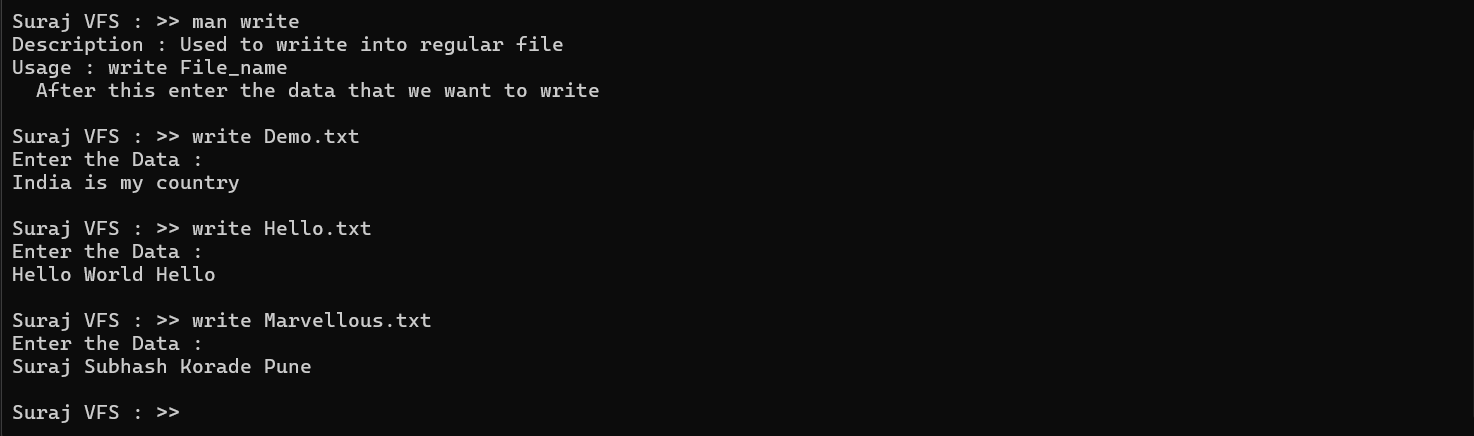 Suraj VFS : >> man write
Description : Used to wriite into regular file
Usage : write File_name
  After this enter the data that we want to write
Suraj VFS : >> write Demo.txt
Enter the Data :
India is my country
Suraj VFS : >> write Hello.txt
Enter the Data :
Hello World Hello
Suraj VFS : >> write Marvellous.txt
Enter the Data :
Suraj Subhash Korade Pune
Suraj VFS : >>